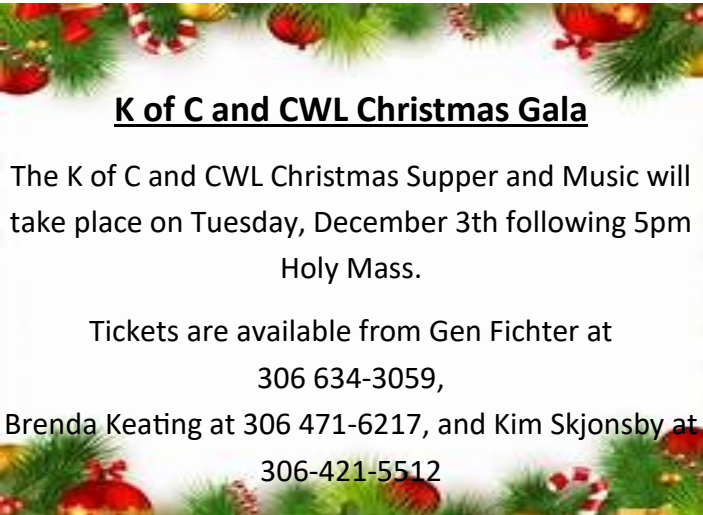 K of C and CWL Christmas Gala
The K of C and CWL Christmas Supper and Music will
take place on Tuesday, December 3th following 5pm
Holy Mass.
Tickets are available from Gen Fichter at
306 634-3059,
Brenda Keating at 306 471-6217, and Kim Skjonsby at
306-421-5512